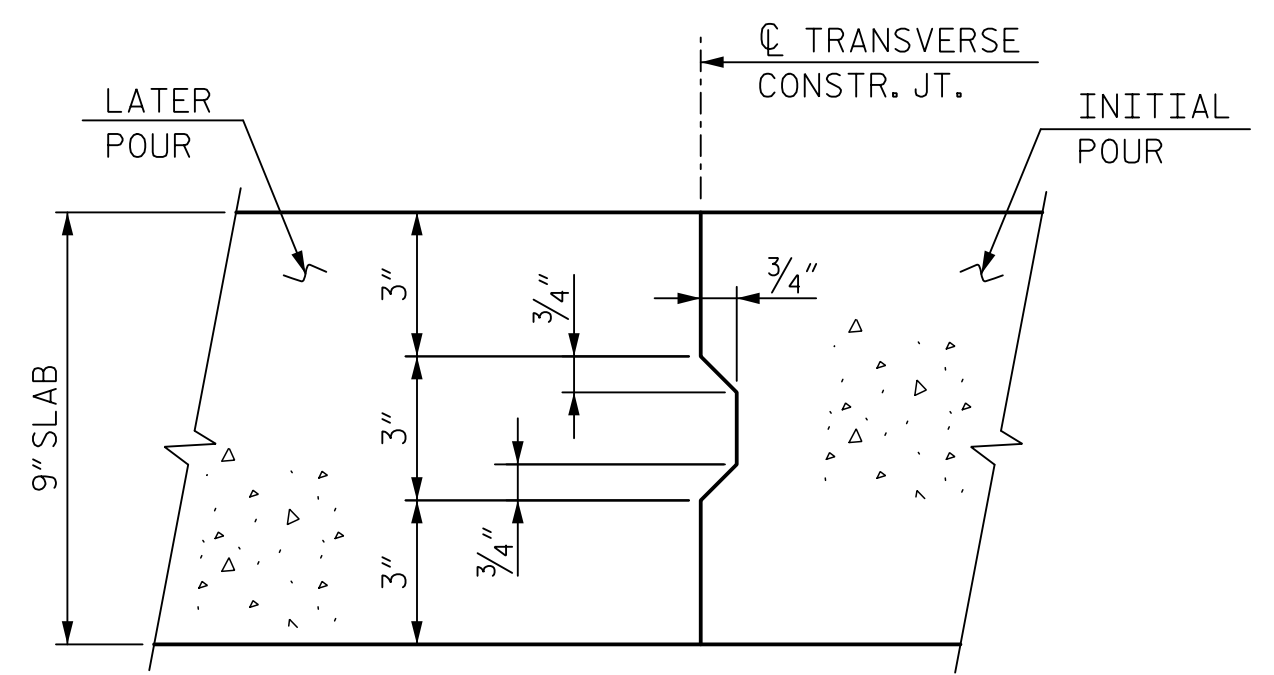 ℄ TRANSVERSE
CONSTR. JT.
LATER
POUR
INITIAL
POUR
3/4"
3"
3/4"
3"
9" SLAB
3/4"
3"